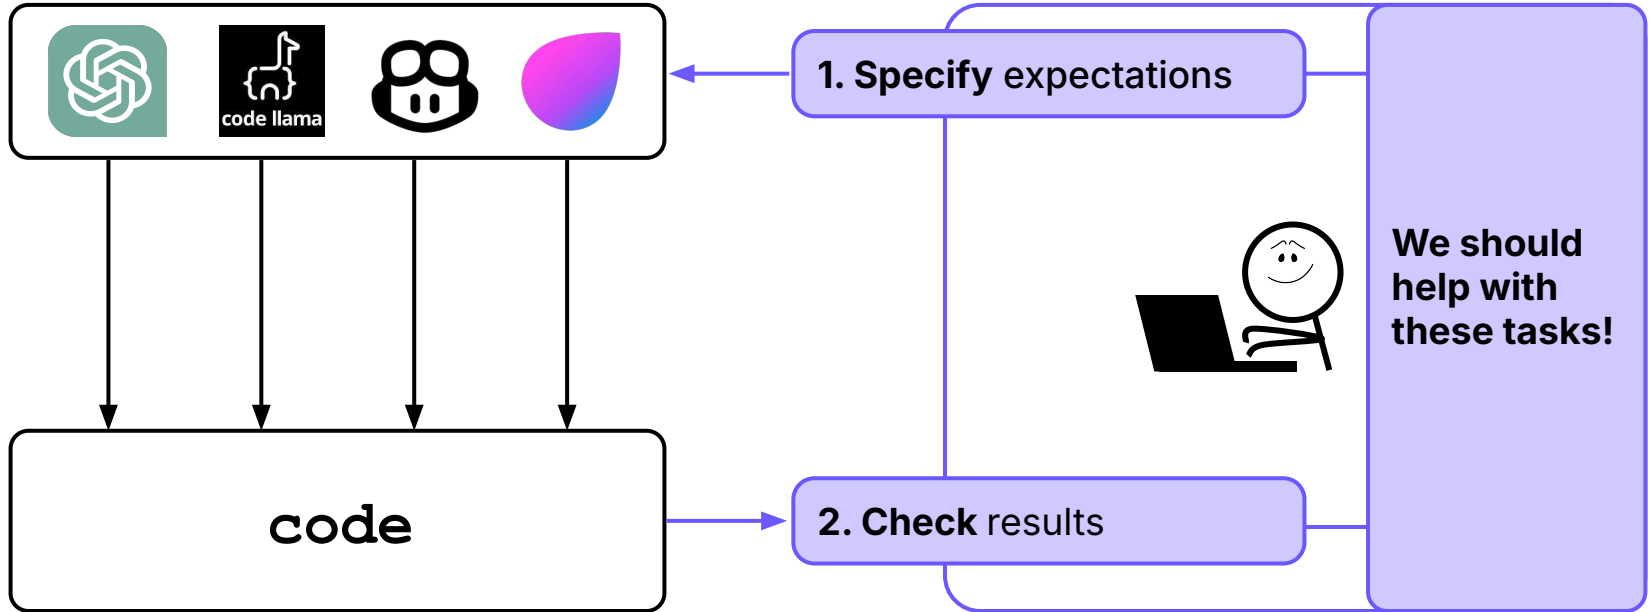 code llama
1. Specify expectations
We should
help with
these tasks!
code
2. Check results